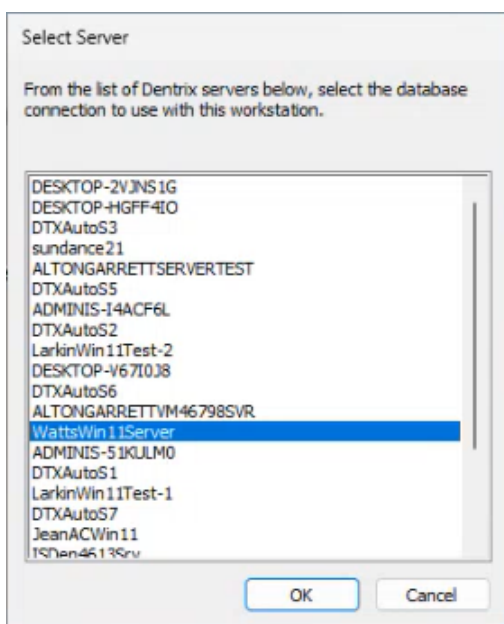 Select Server
From the list of Dentrix servers below, select the database
connection to use with this workstation.
DESKTOP-2VJNS1G
DESKTOP-HGFF4IO
DTXAutoS3
sundance21
ALTONGARRETTSERVERTEST
DTXAutoS5
ADMINIS-I4ACF6L
DTXAutoS2
LarkinWin11Test-2
DESKTOP-V67I0J8
DTXAutoS6
ALTONGARRETTVM46798SVR
WattsWin11Server
ADMINIS-51KULM0
DTXAutoS1
LarkinWin11Test-1
DTXAutoS7
JeanACWin11
ISDen4613Srv
OK Cancel